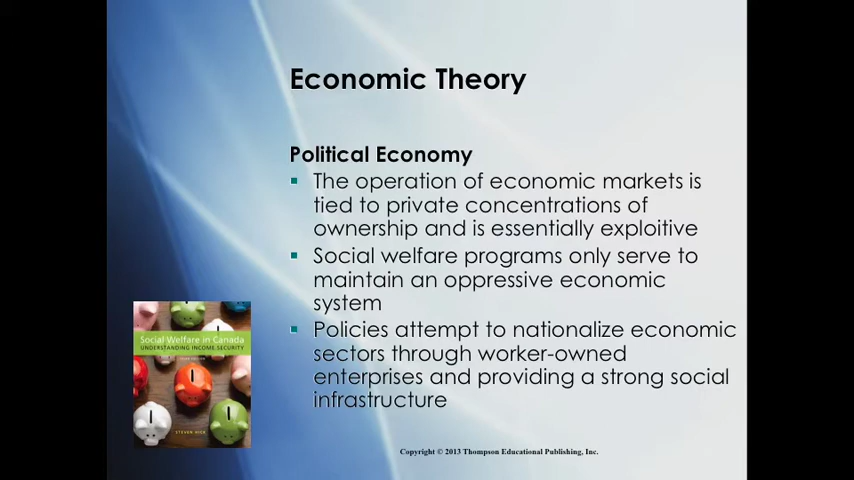 Economic Theory
Political Economy
The operation of economic markets is
tied to private concentrations of
ownership and is essentially exploitive
Social welfare programs only serve to
maintain an oppressive economic
system
Policies attempt to nationalize economic
sectors through worker-owned
enterprises and providing a strong social
infrastructure
Social Welfare in Canada
UNDERSTANDING INCOME SECURITY
STEVEN HICK
Copyright © 2013 Thompson Educational Publishing, Inc.